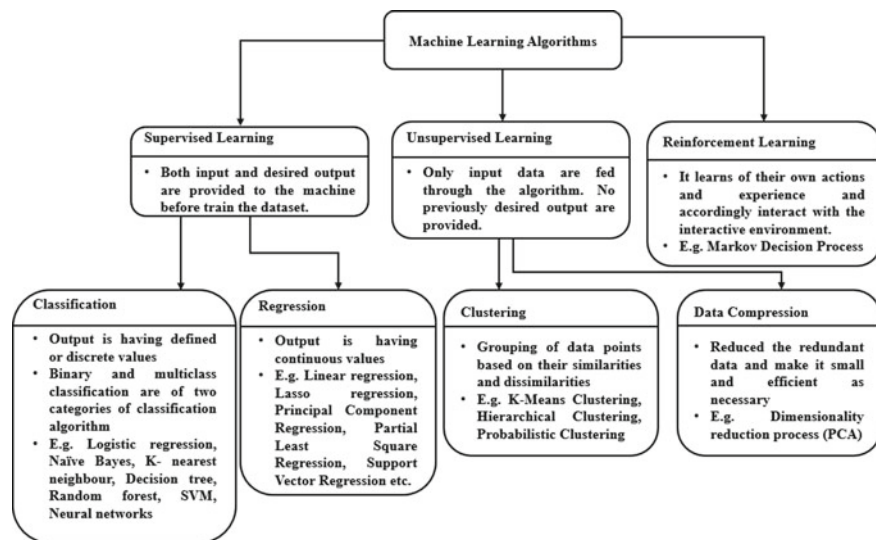 Machine Learning Algorithms
Supervised Learning
• Both input and desired output
are provided to the machine
before train the dataset.
Unsupervised Learning
• Only input data are fed
through the algorithm. No
previously desired output are
provided.
Reinforcement Learning
• It learns of their own actions
and experience and
accordingly interact with the
interactive environment.
• E.g. Markov Decision Process
Classification
• Output is having defined
or discrete values
• Binary and multiclass
classification are of two
categories of classification
algorithm
• E.g. Logistic regression,
Naïve Bayes, K- nearest
neighbour, Decision tree,
Random forest, SVM,
Neural networks
Regression
• Output is having
continuous values
• E.g. Linear regression,
Lasso regression,
Principal Component
Regression, Partial
Least Square
Regression, Support
Vector Regression etc.
Clustering
• Grouping of data points
based on their similarities
and dissimilarities
• E.g. K-Means Clustering,
Hierarchical Clustering,
Probabilistic Clustering
Data Compression
• Reduced the redundant
data and make it small
and efficient as
necessary
• E.g. Dimensionality
reduction process (PCA)